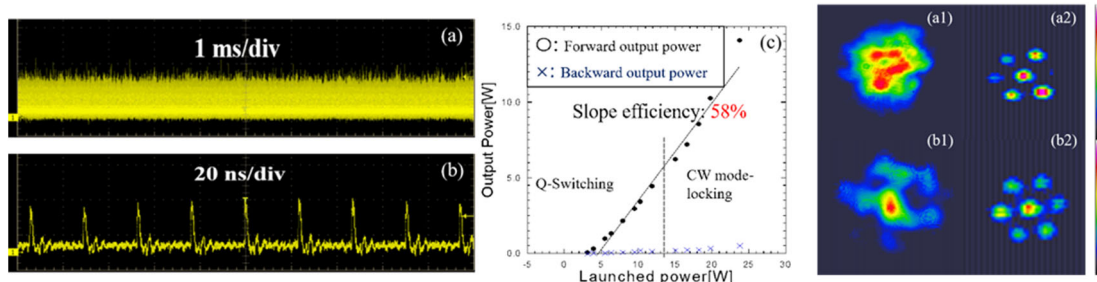 1 ms/div
(a)
1
20 ns/div
(b)
1
15.0
10.0
5.0
0.0
Output Power[W]
(c)
: Forward output power
×: Backward output power
Slope efficiency: 58%
Q-Switching
CW mode-
locking
-5 0 5 10 15 20 25 30
Launched power[W]
(a1)
(a2)
(b1)
(b2)